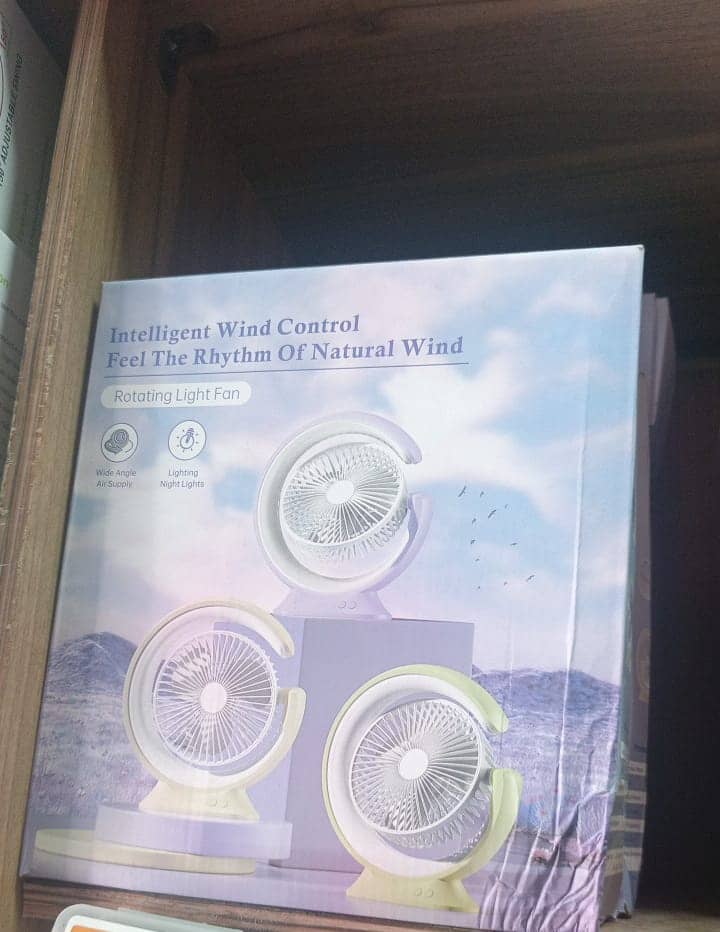 Intelligent Wind Control
Feel The Rhythm Of Natural Wind
Rotating Light Fan
Wide Angle
Air Supply
Lighting
Night Lights
ADJUSTABLE